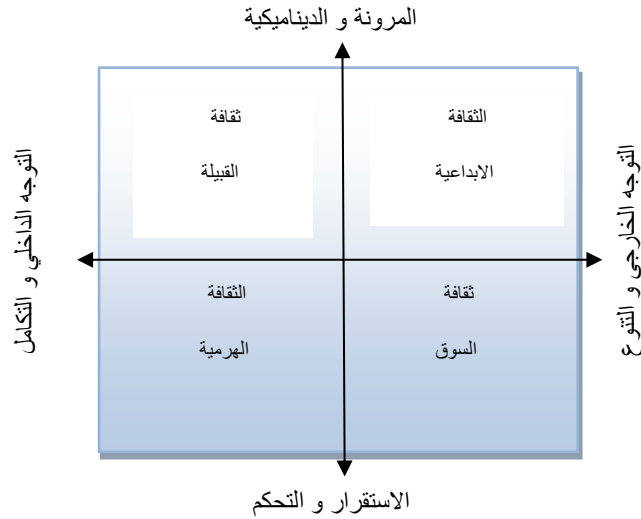 المرونة و الديناميكية
الثقافة
الابداعية
ثقافة
القبيلة
التوجه الخارجي و التنوع
التوجه الداخلي و التكامل
ثقافة
السوق
الثقافة
الهرمية
الاستقرار و التحكم